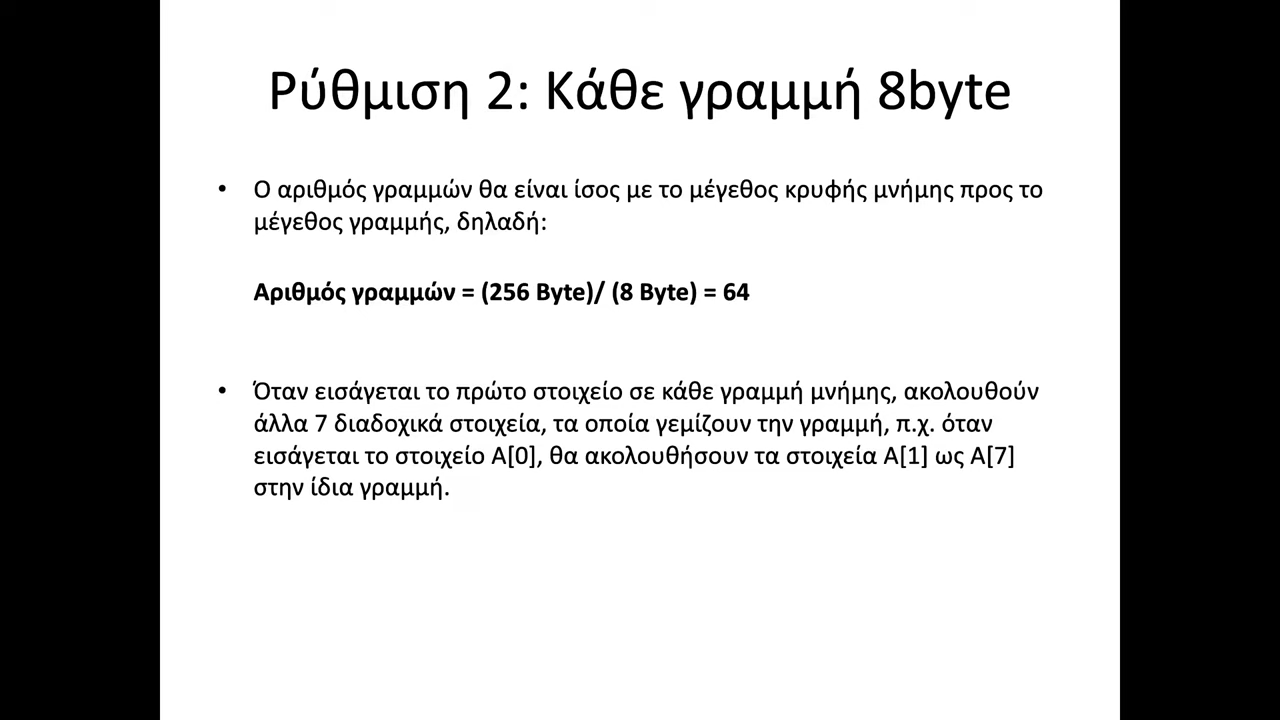 Ρύθμιση 2: Κάθε γραμμή 8byte
• Ο αριθμός γραμμών θα είναι ίσος με το μέγεθος κρυφής μνήμης προς το
μέγεθος γραμμής, δηλαδή:
Αριθμός γραμμών = (256 Byte)/ (8 Byte) = 64
• Όταν εισάγεται το πρώτο στοιχείο σε κάθε γραμμή μνήμης, ακολουθούν
άλλα 7 διαδοχικά στοιχεία, τα οποία γεμίζουν την γραμμή, π.χ. όταν
εισάγεται το στοιχείο Α[0], θα ακολουθήσουν τα στοιχεία Α[1] ως Α[7]
στην ίδια γραμμή.